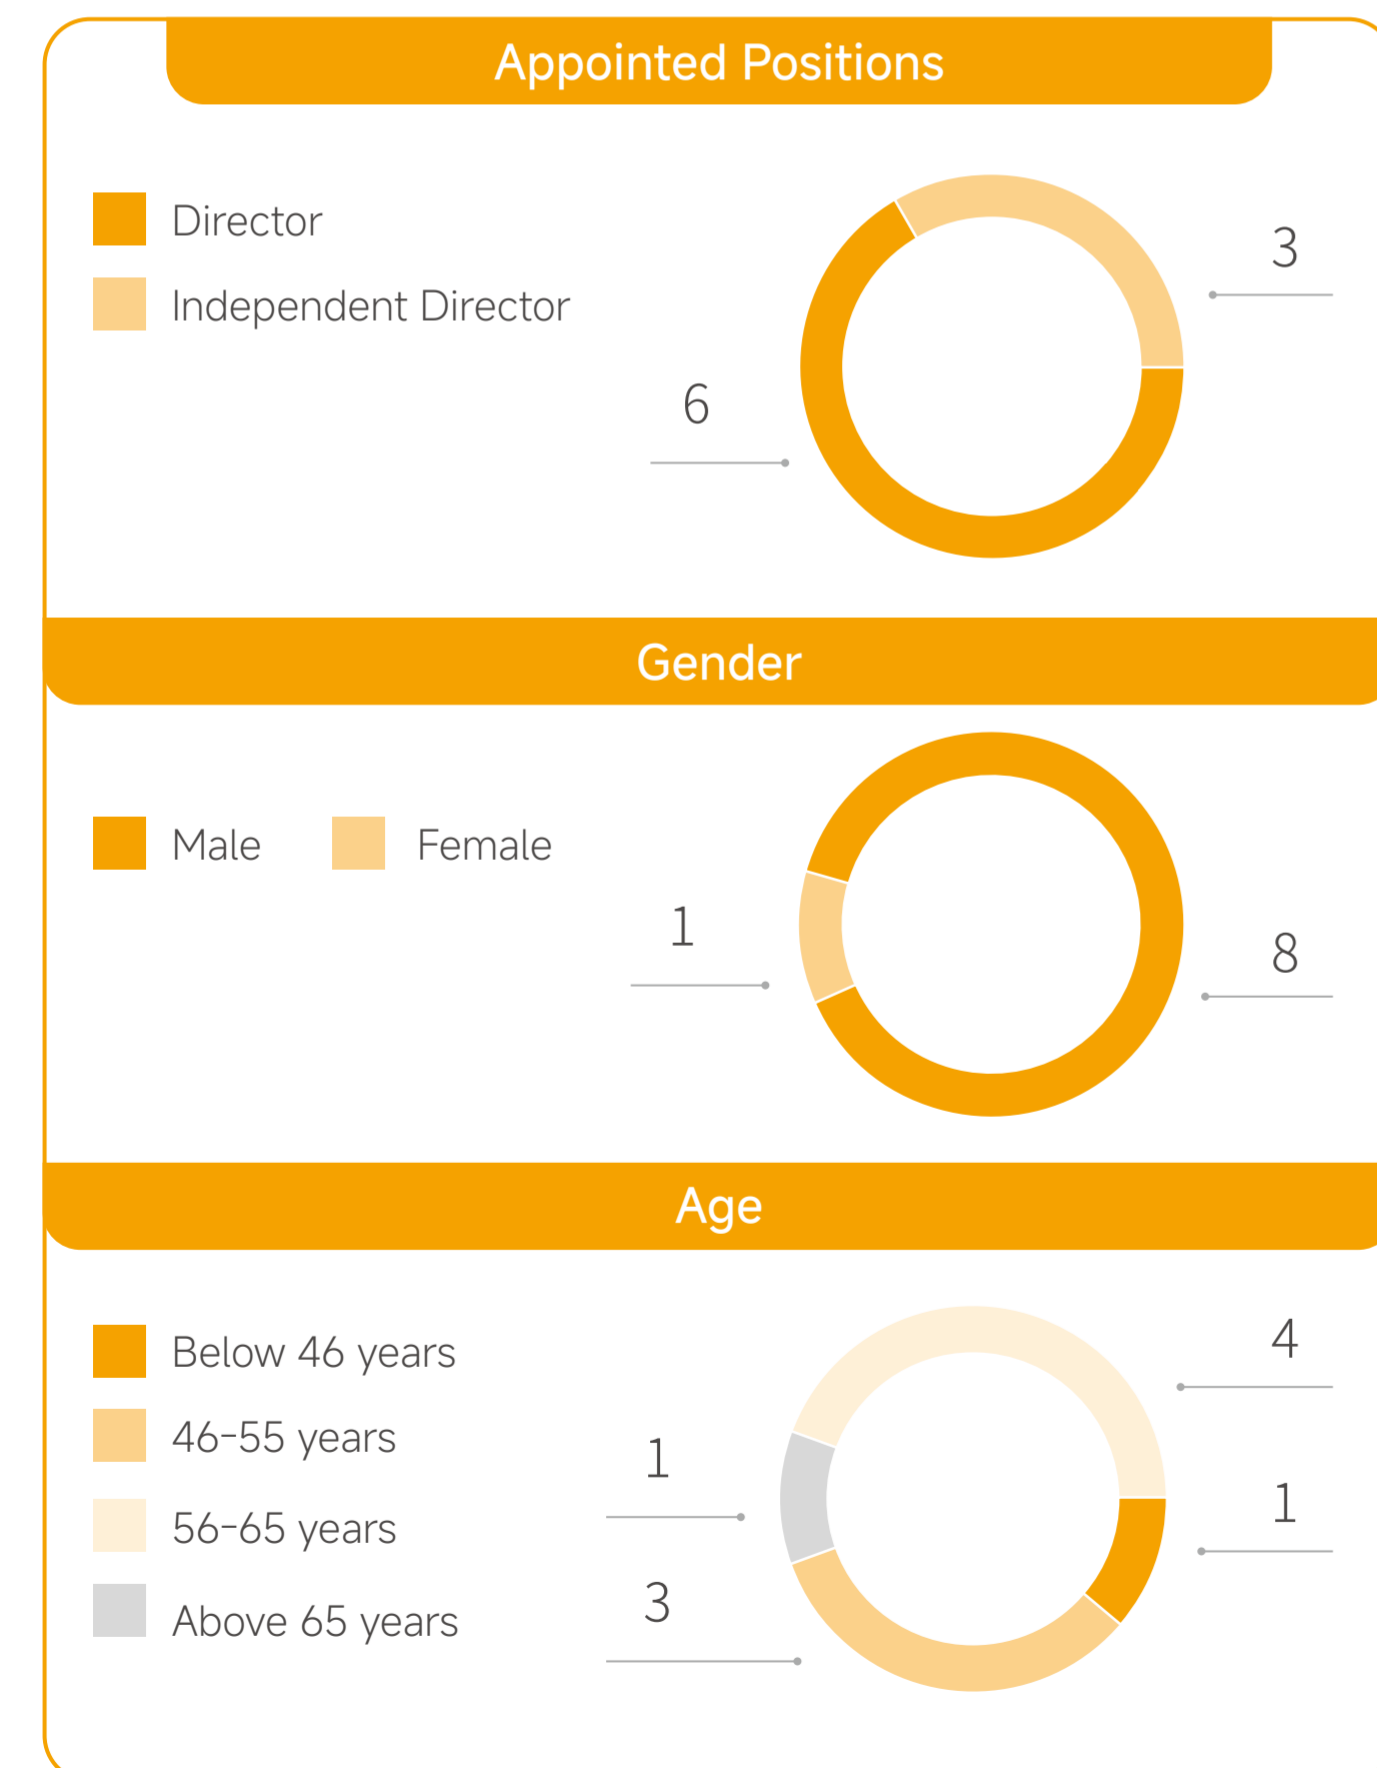 Appointed Positions
Director
Independent Director
3
6
Gender
Male Female
1
8
Age
Below 46 years
46-55 years
56-65 years
Above 65 years
4
1
1
3